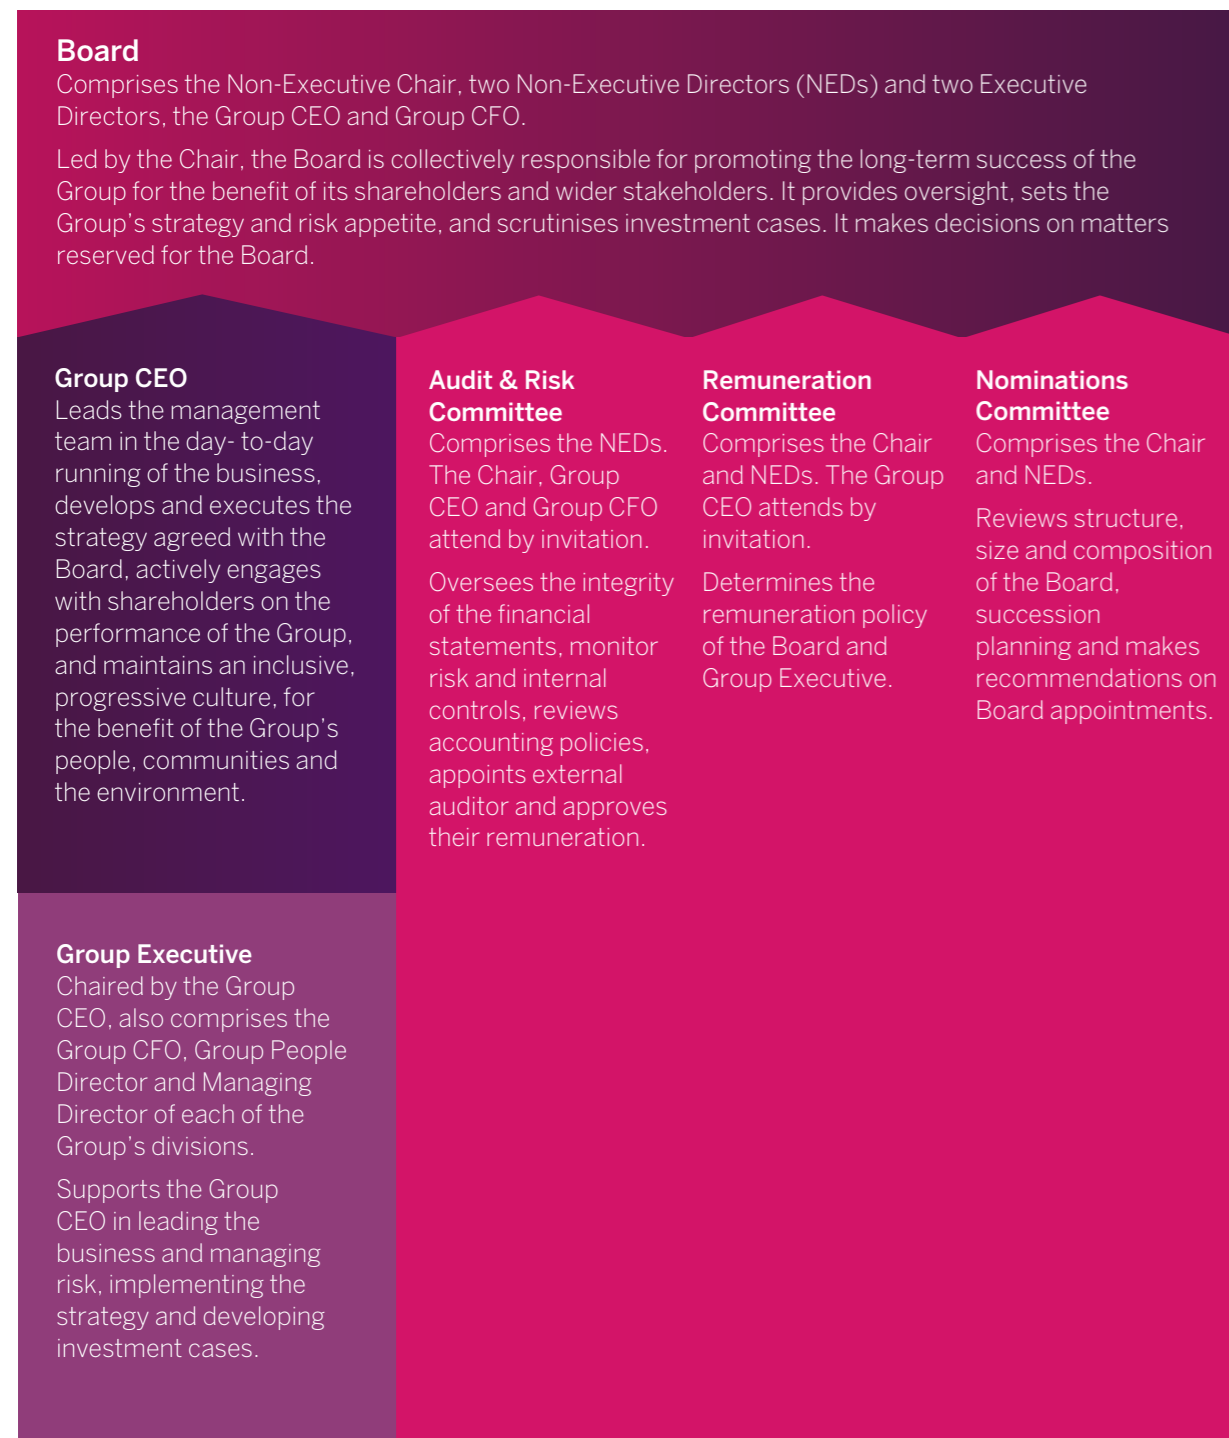 Board
Comprises the Non-Executive Chair, two Non-Executive Directors (NEDs) and two Executive
Directors, the Group CEO and Group CFO.
Led by the Chair, the Board is collectively responsible for promoting the long-term success of the
Group for the benefit of its shareholders and wider stakeholders. It provides oversight, sets the
Group's strategy and risk appetite, and scrutinises investment cases. It makes decisions on matters
reserved for the Board.
Group CEO
Leads the management
team in the day- to-day
running of the business,
develops and executes the
strategy agreed with the
Board, actively engages
with shareholders on the
performance of the Group,
and maintains an inclusive,
progressive culture, for
the benefit of the Group's
people, communities and
the environment.
Group Executive
Chaired by the Group
CEO, also comprises the
Group CFO, Group People
Director and Managing
Director of each of the
Group's divisions.
Supports the Group
CEO in leading the
business and managing
risk, implementing the
strategy and developing
investment cases.
Audit & Risk
Committee
Comprises the NEDs.
The Chair, Group
CEO and Group CFO
attend by invitation.
Oversees the integrity
of the financial
statements, monitor
risk and internal
controls, reviews
accounting policies,
appoints external
auditor and approves
their remuneration.
Remuneration
Committee
Comprises the Chair
and NEDs. The Group
CEO attends by
invitation.
Determines the
remuneration policy
of the Board and
Group Executive.
Nominations
Committee
Comprises the Chair
and NEDs.
Reviews structure,
size and composition
of the Board,
succession
planning and makes
recommendations on
Board appointments.